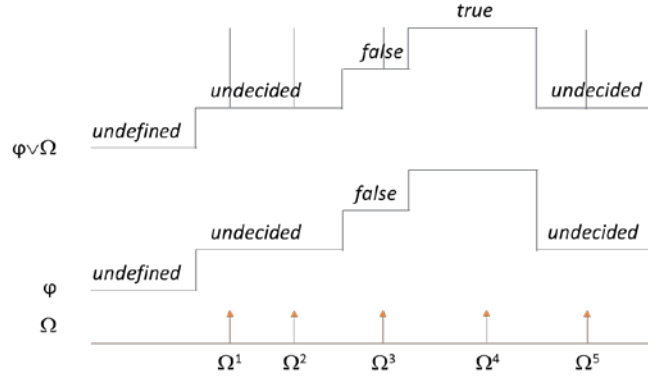 true
false
undecided undecided
undefined
φ∨Ω
false
undecided undecided
undefined
φ
Ω
Ω¹ Ω² Ω³ Ω⁴ Ω⁵